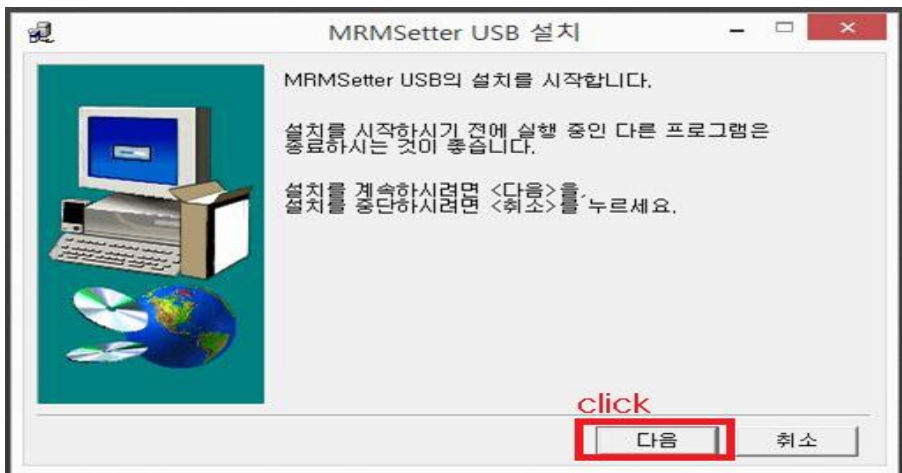 MRMSetter USB 설치
MRMSetter USB의 설치를 시작합니다.
설치를 시작하시기 전에 실행 중인 다른 프로그램은
종료하시는 것이 좋습니다.
설치를 계속하시려면 <다음>을,
설치를 중단하시려면 <취소>를 누르세요.
click
다음
취소